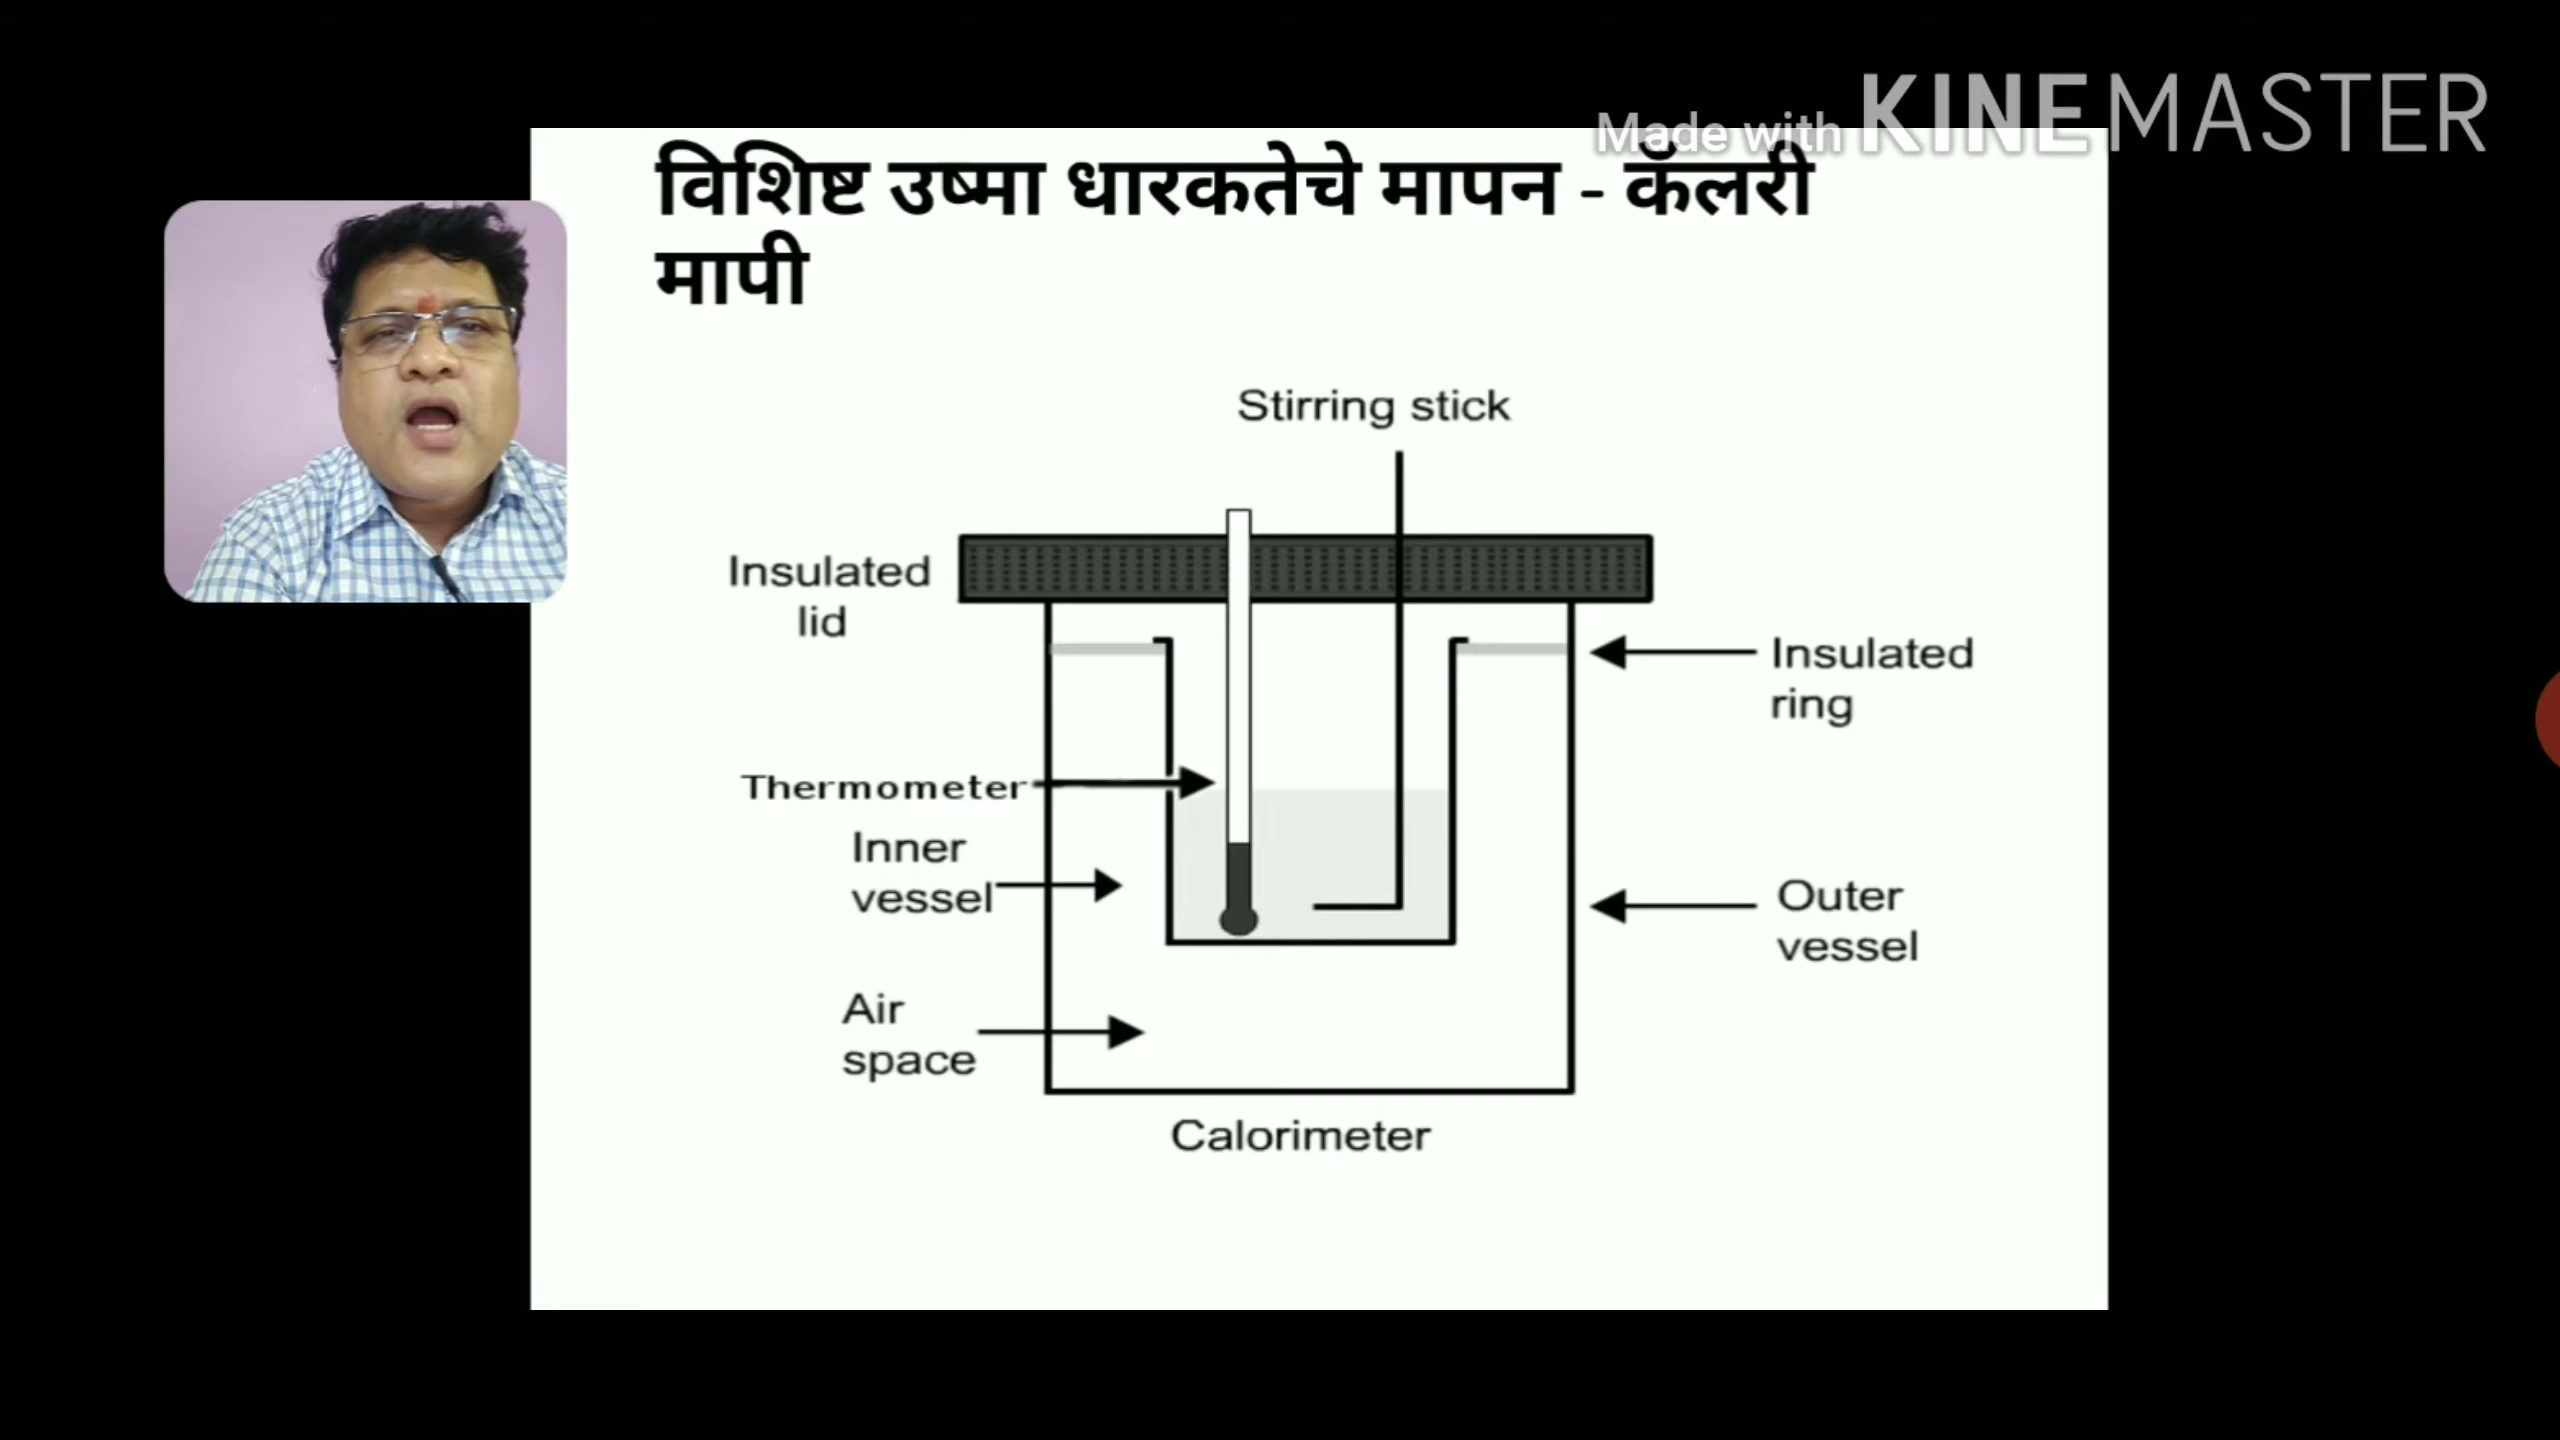 Made with KINEMASTER
विशिष्ट उष्मा धारकतेचे मापन - कॅलरी
मापी
Stirring stick
Insulated
lid
Insulated
ring
Thermometer
Inner
vessel
Outer
vessel
Air
space
Calorimeter